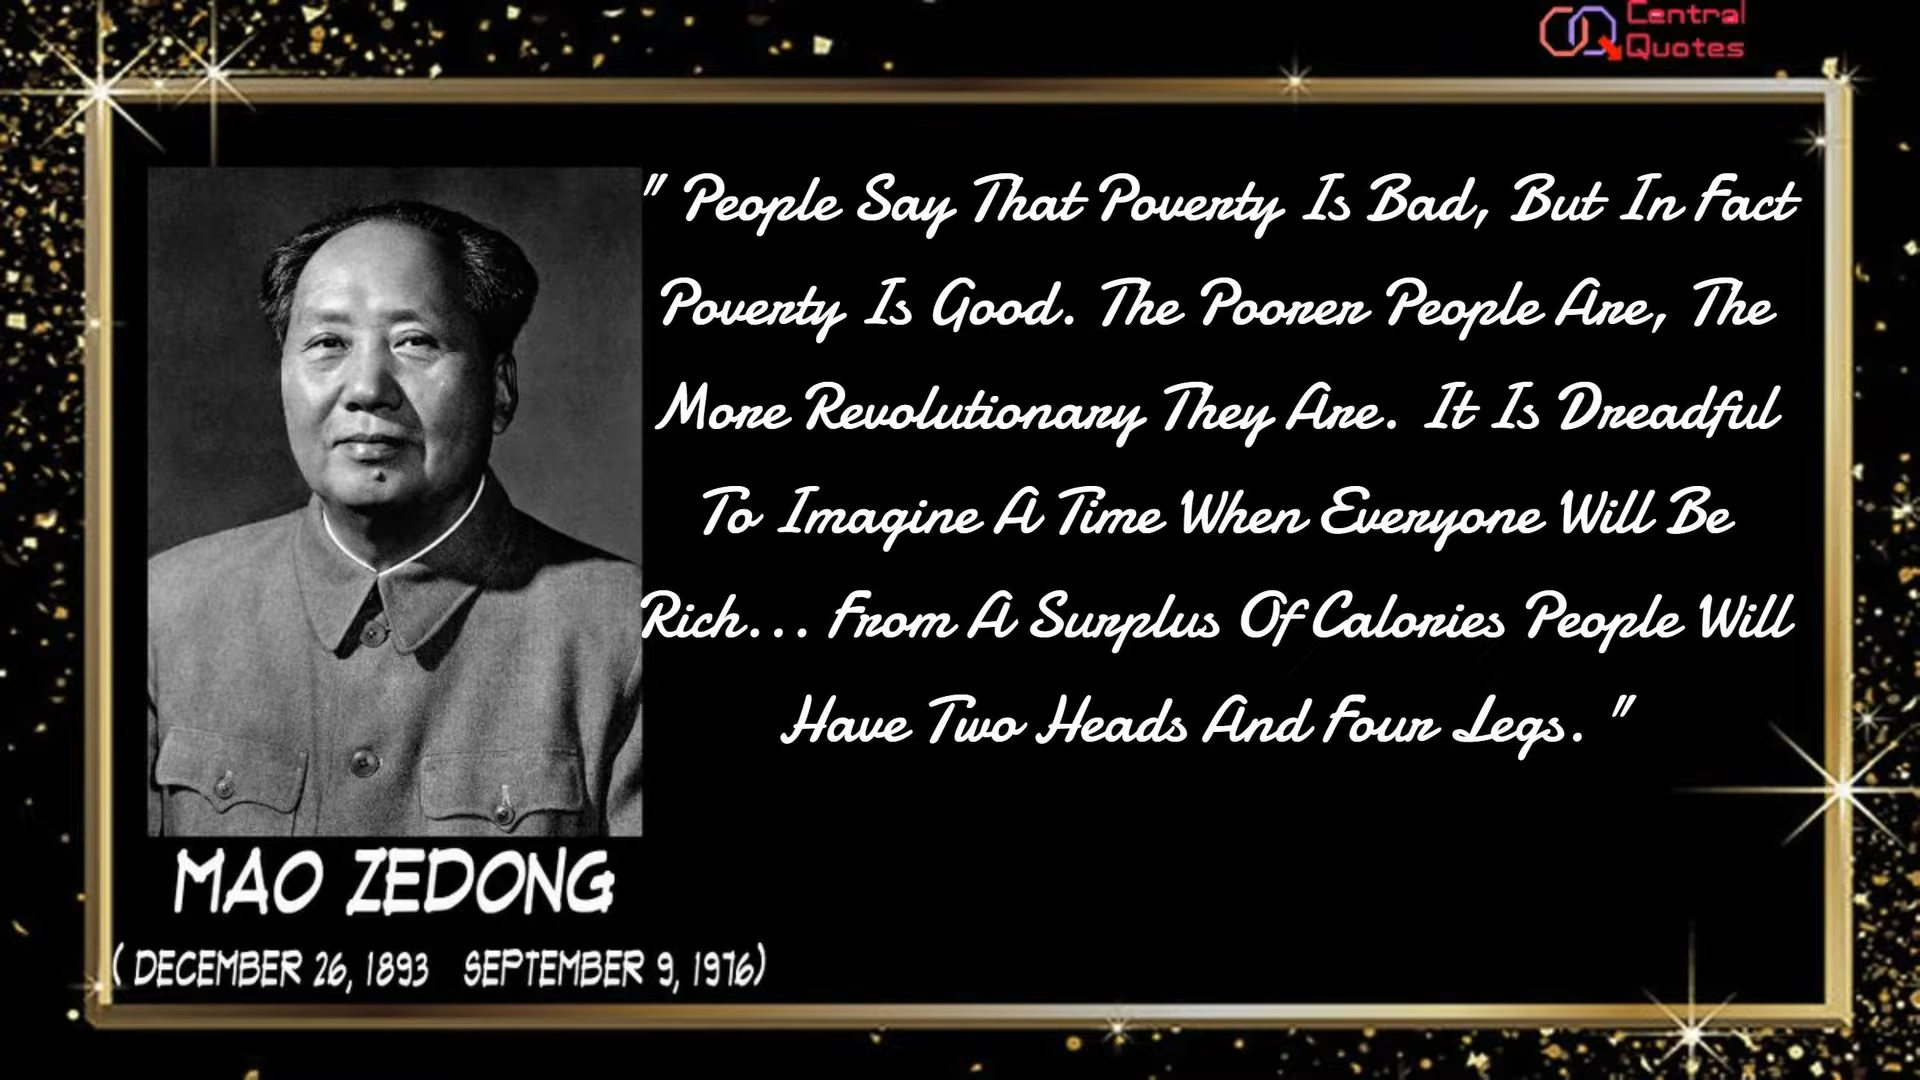 Central
Quotes
" People Say That Poverty Is Bad, But In Fact
Poverty Is Good. The Poorer People Are, The
More Revolutionary They Are. It Is Dreadful
To Imagine A Time When Everyone Will Be
Rich... From A Surplus Of Calories People Will
Have Two Heads And Four Legs. "
MAO ZEDONG
( DECEMBER 26, 1893 SEPTEMBER 9, 1976)